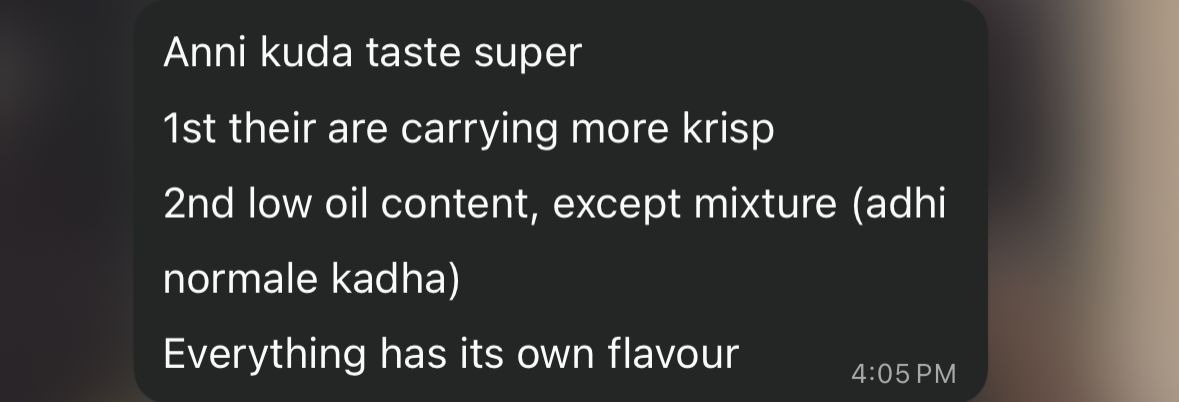 Anni kuda taste super
1st their are carrying more krisp
2nd low oil content, except mixture (adhi
normale kadha)
Everything has its own flavour
4:05 PM